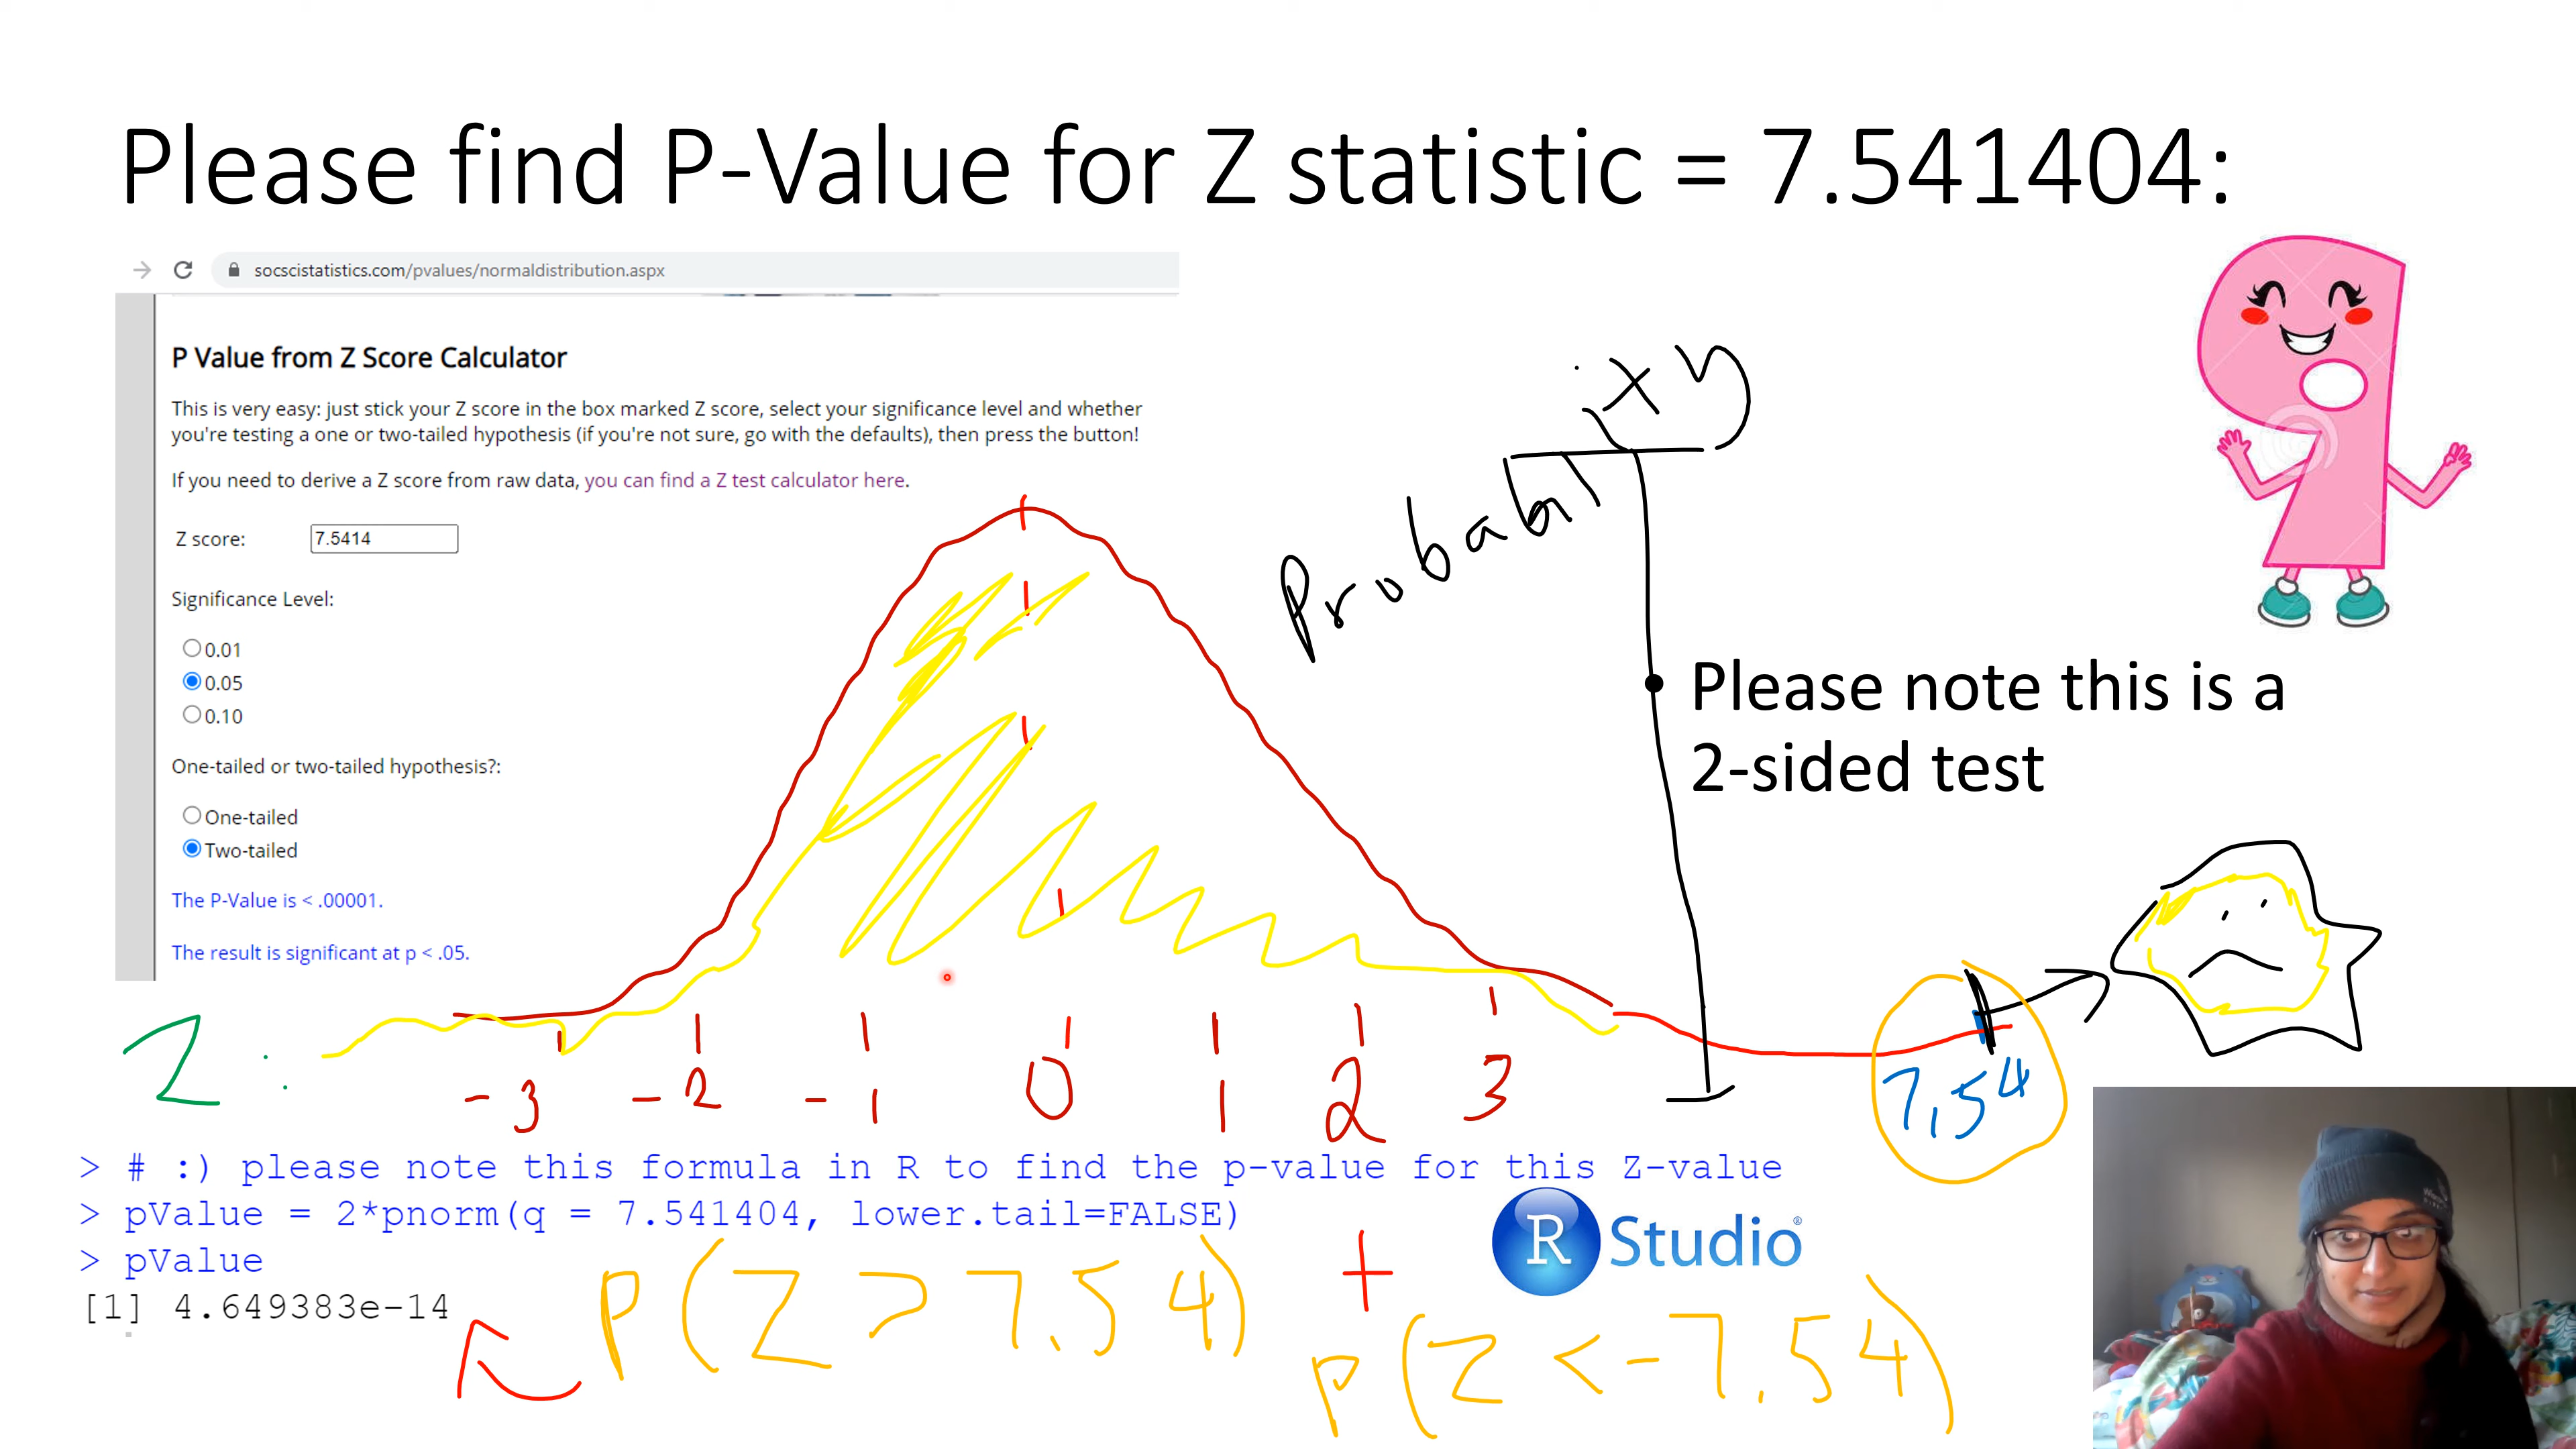 Please find P-Value for Z statistic = 7.541404:
socscistatistics.com/pvalues/normaldistribution.aspx
P Value from Z Score Calculator
This is very easy: just stick your Z score in the box marked Z score, select your significance level and whether
you're testing a one or two-tailed hypothesis (if you're not sure, go with the defaults), then press the button!
If you need to derive a Z score from raw data, you can find a Z test calculator here.
Z score: 7.5414
Significance Level:
0.01
0.05
0.10
One-tailed or two-tailed hypothesis?:
One-tailed
Two-tailed
The P-Value is < .00001.
The result is significant at p < .05.
Probability
• Please note this is a
2-sided test
Z :
-3 -2 -1 0 1 2 3
7.54
> # :) please note this formula in R to find the p-value for this Z-value
> pValue = 2*pnorm(q = 7.541404, lower.tail=FALSE)
> pValue
[1] 4.649383e-14
R Studio®
P(Z > 7.54) +
P(Z < -7.54)